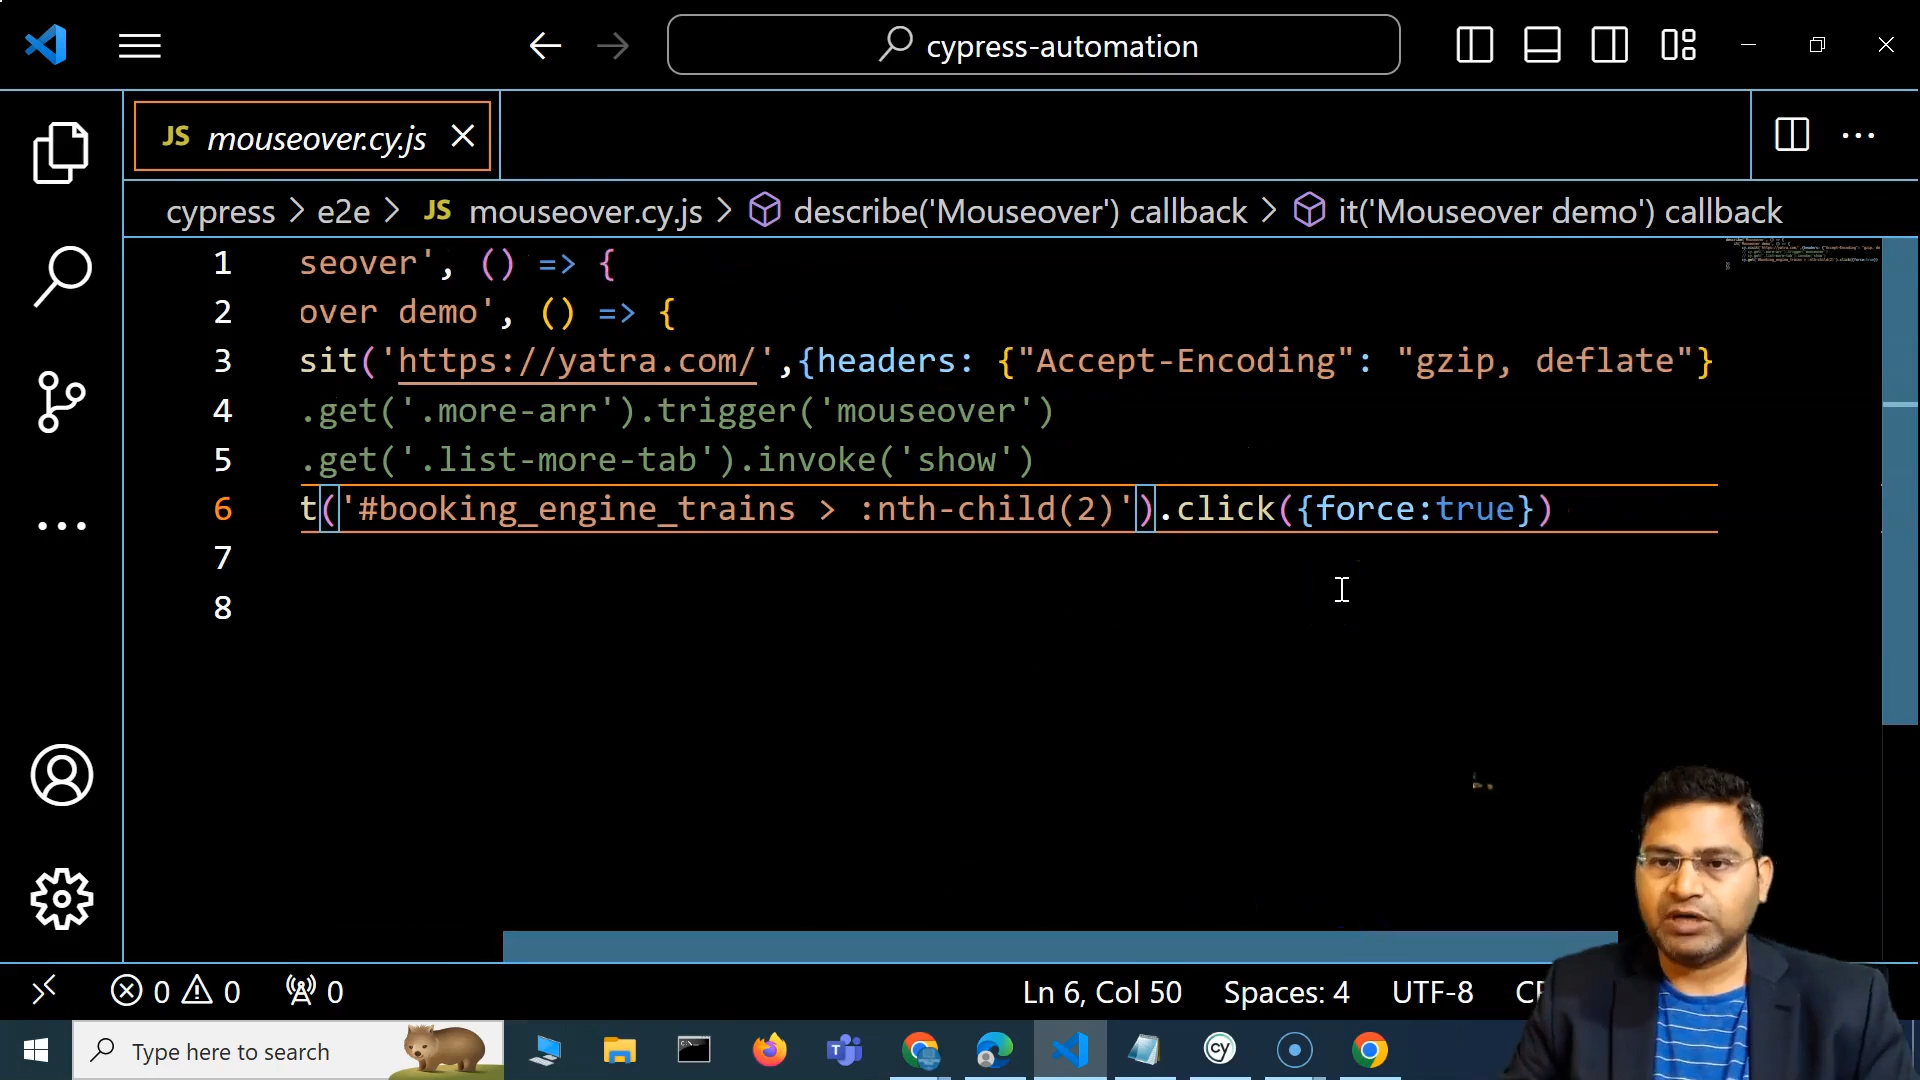 cypress-automation
JS mouseover.cy.js
cypress > e2e > JS mouseover.cy.js > describe('Mouseover') callback > it('Mouseover demo') callback
1 seover', () => {
2 over demo', () => {
3 sit('https://yatra.com/',{headers: {"Accept-Encoding": "gzip, deflate"}
4 .get('.more-arr').trigger('mouseover')
5 .get('.list-more-tab').invoke('show')
6 t('#booking_engine_trains > :nth-child(2)').click({force:true})
7
8
0 0 0 Ln 6, Col 50 Spaces: 4 UTF-8
Type here to search